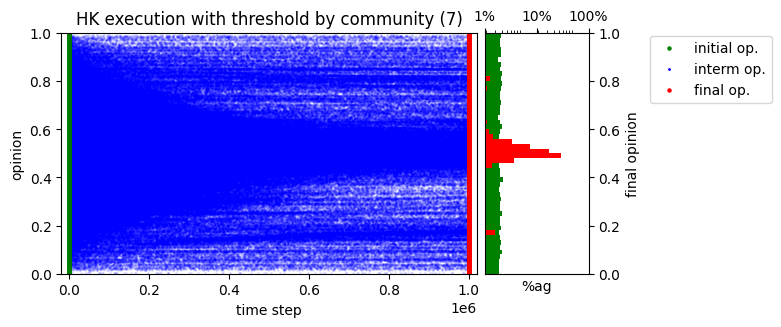 HK execution with threshold by community (7)
1% 10% 100%
initial op.
interm op.
final op.
1.0 1.0
0.8 0.8
0.6 0.6
0.4 0.4
0.2 0.2
0.0 0.0
opinion
final opinion
0.0 0.2 0.4 0.6 0.8 1.0
%ag
time step
1e6